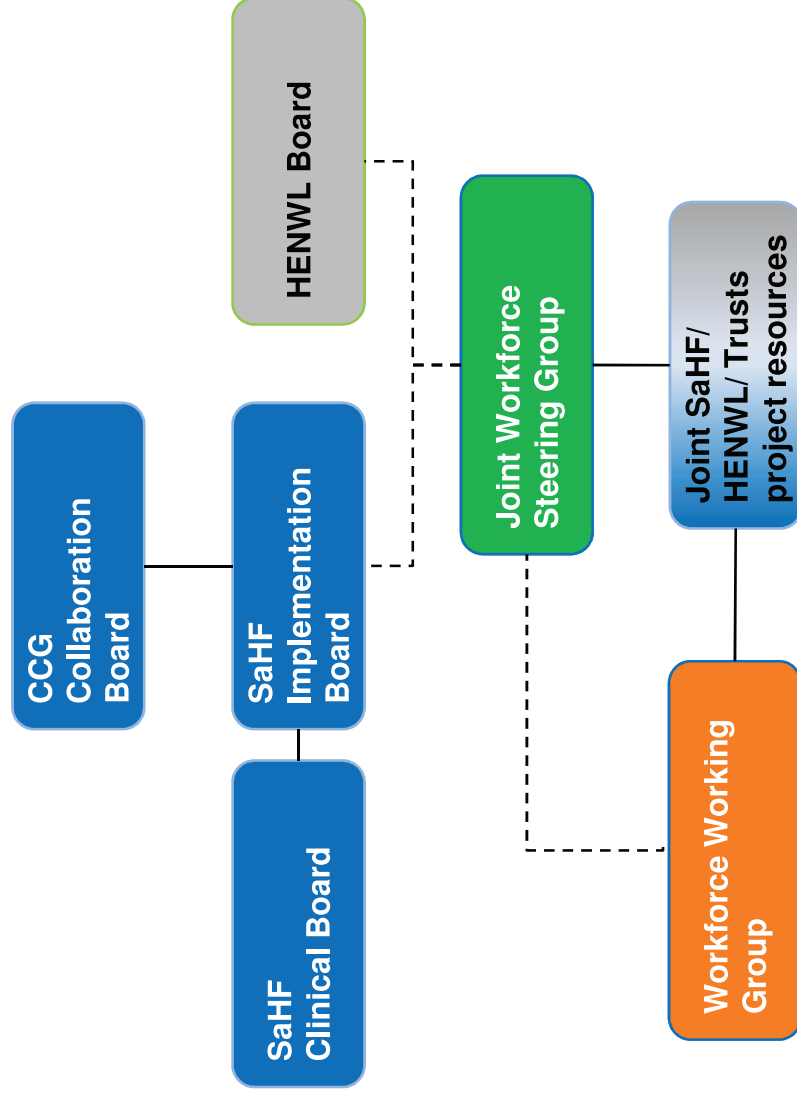 CCG
Collaboration
Board
SaHF
Clinical Board
SaHF
Implementation
Board
HENWL Board
Joint Workforce
Steering Group
Workforce Working
Group
Joint SaHF/
HENWL/ Trusts
project resources